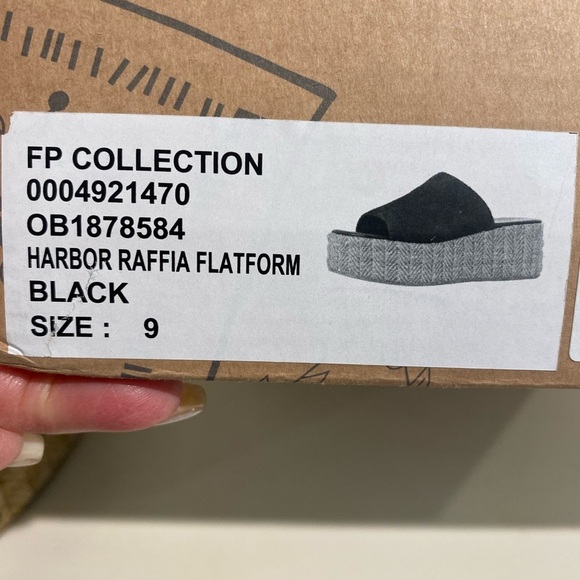 FP COLLECTION
0004921470
OB1878584
HARBOR RAFFIA FLATFORM
BLACK
SIZE : 9